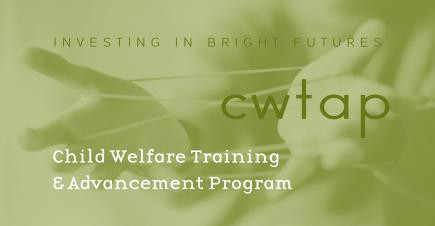 INVESTING IN BRIGHT FUTURES
cwtap
Child Welfare Training
& Advancement Program